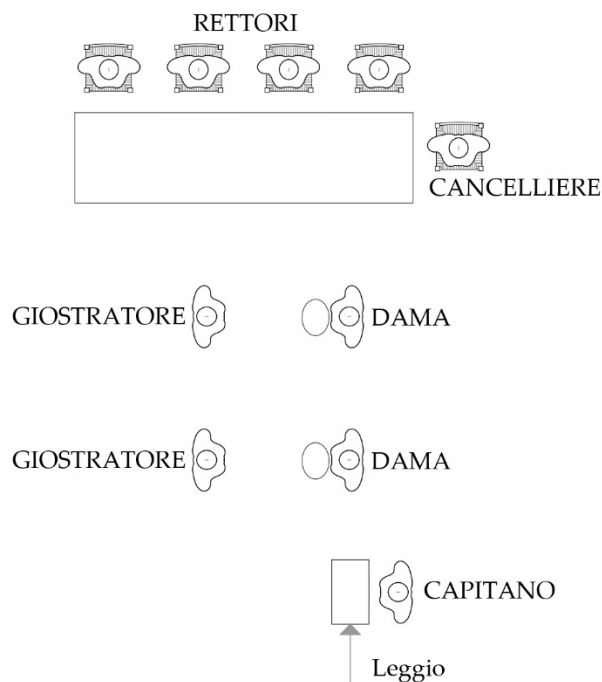 RETTORI
CANCELLIERE
GIOSTRATORE DAMA
GIOSTRATORE DAMA
CAPITANO
Leggio